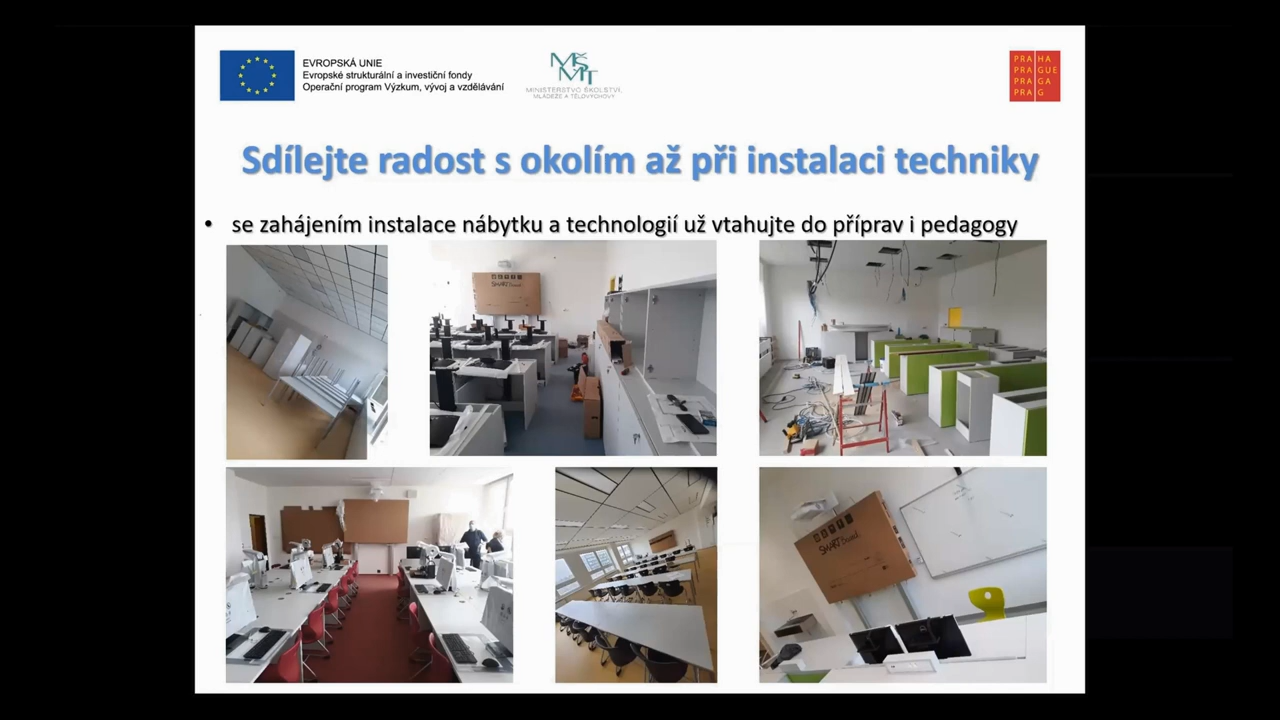 EVROPSKÁ UNIE
Evropské strukturální a investiční fondy
Operační program Výzkum, vývoj a vzdělávání
MŠMT
MINISTERSTVO ŠKOLSTVÍ,
MLÁDEŽE A TĚLOVÝCHOVY
PRA HA
PRA GUE
PRA GA
PRA G
Sdílejte radost s okolím až při instalaci techniky
• se zahájením instalace nábytku a technologií už vtahujte do příprav i pedagogy
SMART Board
SMART Board